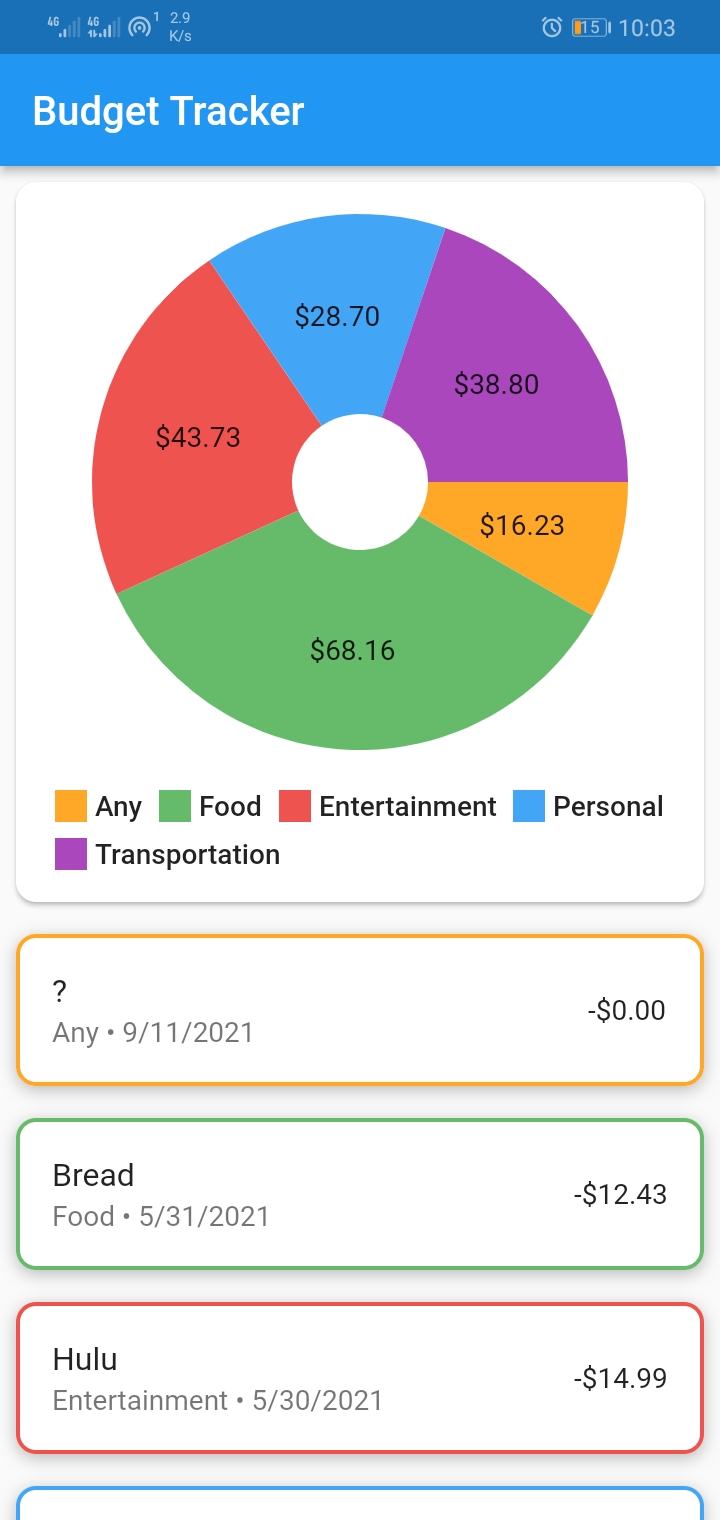 4G 4G 1 2.9 K/s 15 10:03
Budget Tracker
$28.70
$38.80
$43.73
$16.23
$68.16
Any Food Entertainment Personal
Transportation
?
Any • 9/11/2021
-$0.00
Bread
Food • 5/31/2021
-$12.43
Hulu
Entertainment • 5/30/2021
-$14.99